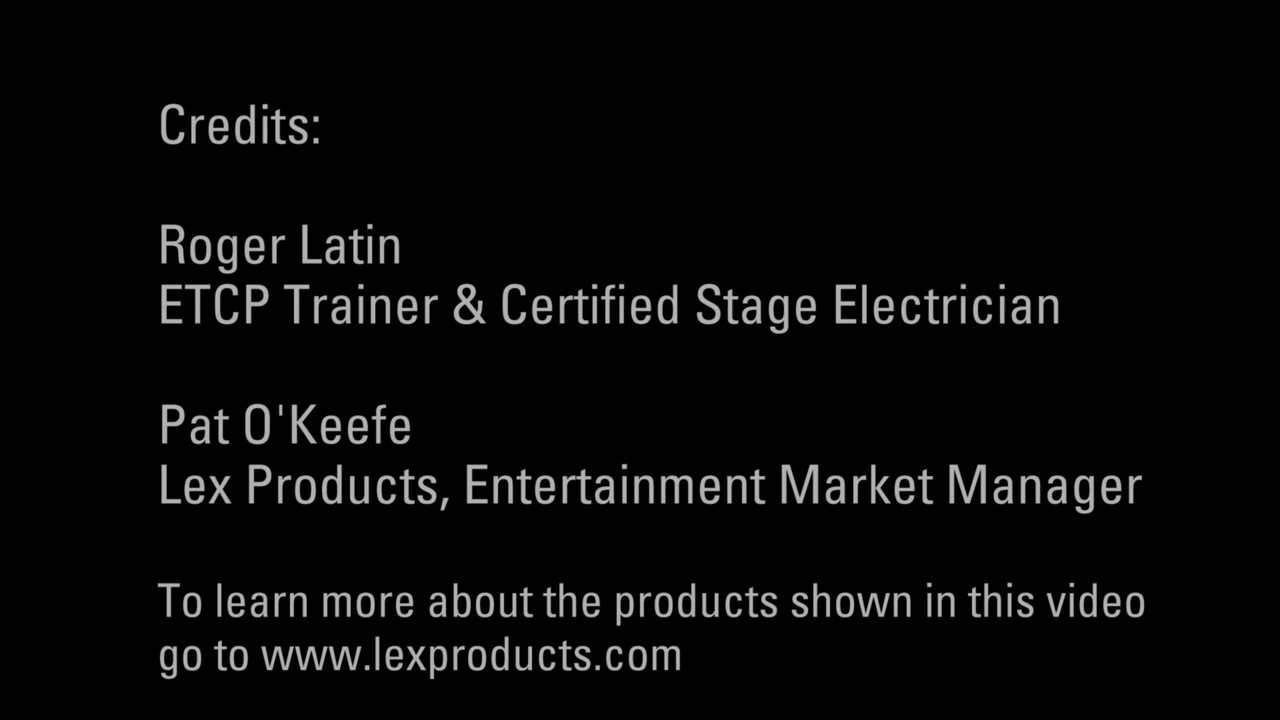 Credits:
Roger Latin
ETCP Trainer & Certified Stage Electrician
Pat O'Keefe
Lex Products, Entertainment Market Manager
To learn more about the products shown in this video
go to www.lexproducts.com